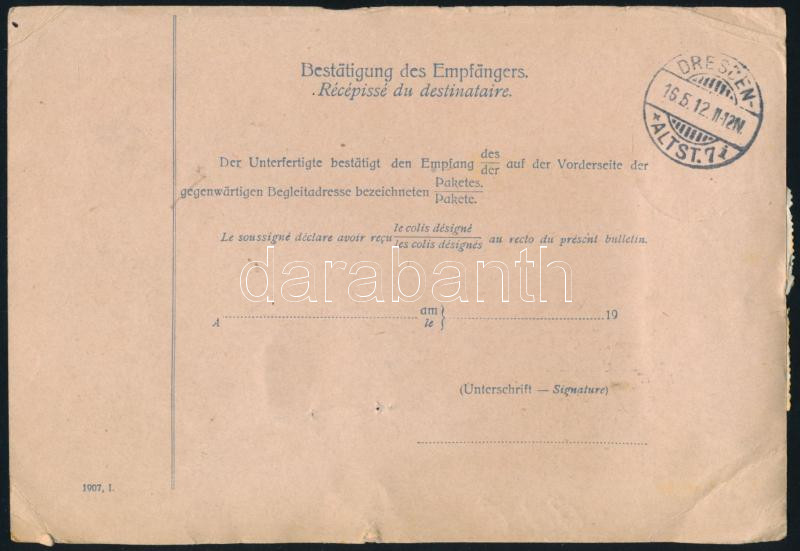 Bestätigung des Empfängers.
Récépissé du destinataire.
DRESDEN-
16.5.12.11-12N.
*ALTST.7i
Der Unterfertigte bestätigt den Empfang des/der auf der Vorderseite der
gegenwärtigen Begleitadresse bezeichneten Paketes./Pakete.
Le soussigné déclare avoir reçu le colis désigné/les colis désignés au recto du présent bulletin.
darabanth
A am/le 19
(Unterschrift — Signature)
1907, I.